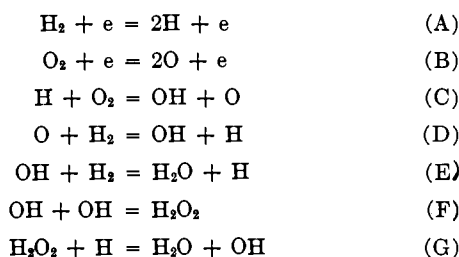 H₂ + e = 2H + e (A)
O₂ + e = 2O + e (B)
H + O₂ = OH + O (C)
O + H₂ = OH + H (D)
OH + H₂ = H₂O + H (E)
OH + OH = H₂O₂ (F)
H₂O₂ + H = H₂O + OH (G)